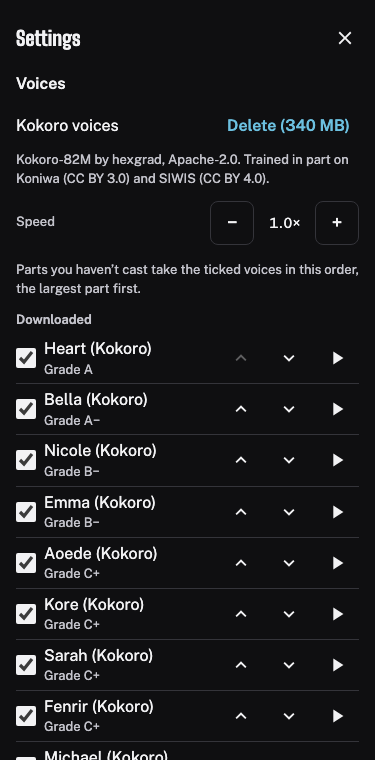 Settings
Voices
Kokoro voices
Delete (340 MB)
Kokoro-82M by hexgrad, Apache-2.0. Trained in part on
Koniwa (CC BY 3.0) and SIWIS (CC BY 4.0).
Speed
−
1.0×
+
Parts you haven't cast take the ticked voices in this order,
the largest part first.
Downloaded
Heart (Kokoro)
Grade A
Bella (Kokoro)
Grade A−
Nicole (Kokoro)
Grade B−
Emma (Kokoro)
Grade B−
Aoede (Kokoro)
Grade C+
Kore (Kokoro)
Grade C+
Sarah (Kokoro)
Grade C+
Fenrir (Kokoro)
Grade C+
Michael (Kokoro)